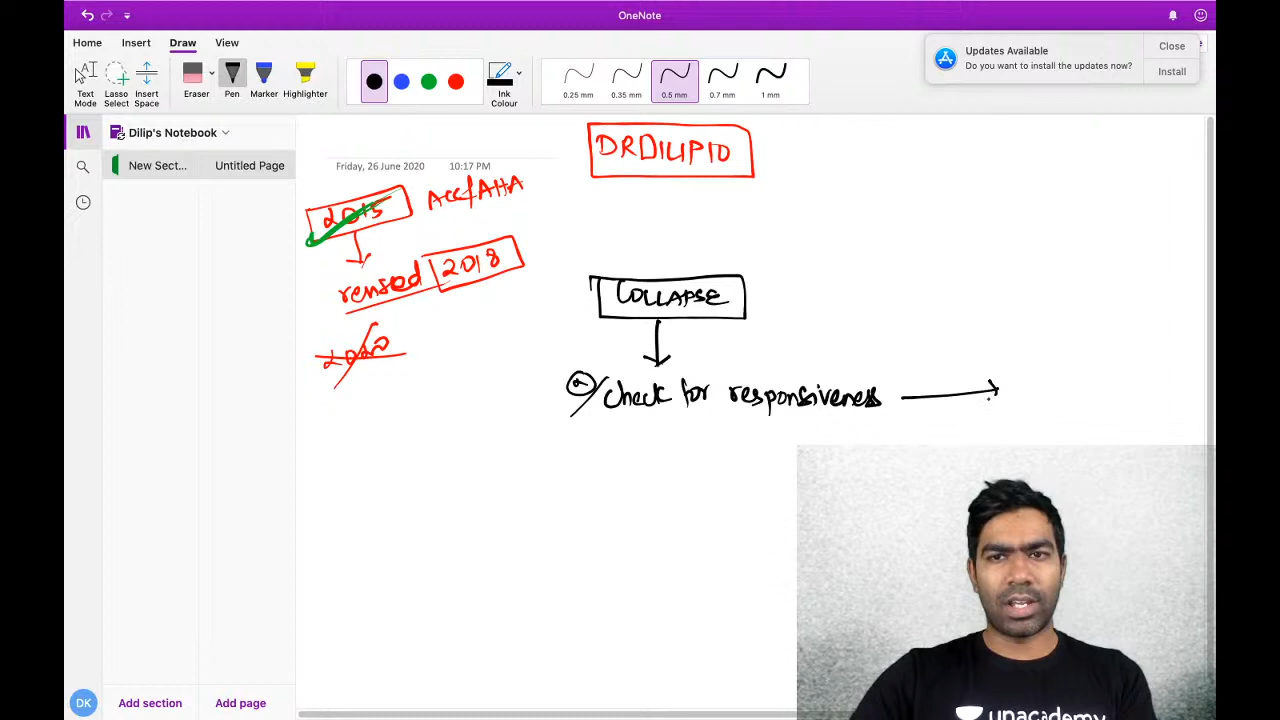 OneNote
Home Insert Draw View
Updates Available
Do you want to install the updates now?
Close
Install
Text Mode
Lasso Select
Insert Space
Eraser
Pen
Marker
Highlighter
Ink Colour
0.25 mm
0.35 mm
0.5 mm
0.7 mm
1 mm
Dilip's Notebook
New Sect...
Untitled Page
Friday, 26 June 2020 10:17 PM
DRDILIP10
2015 ACC/AHA
revised 2018
2020
COLLAPSE
a/ check for responsiveness
unacademy
DK
Add section
Add page